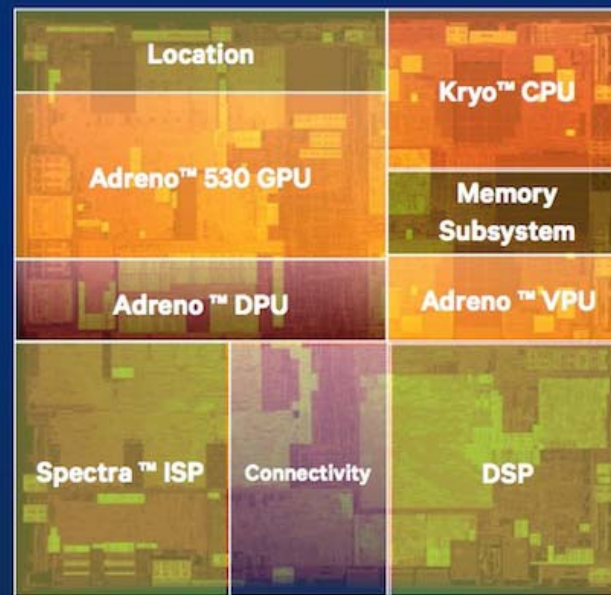 Location
Kryo™ CPU
Adreno™ 530 GPU
Memory
Subsystem
Adreno ™ DPU
Adreno ™ VPU
Spectra ™ ISP
Connectivity
DSP